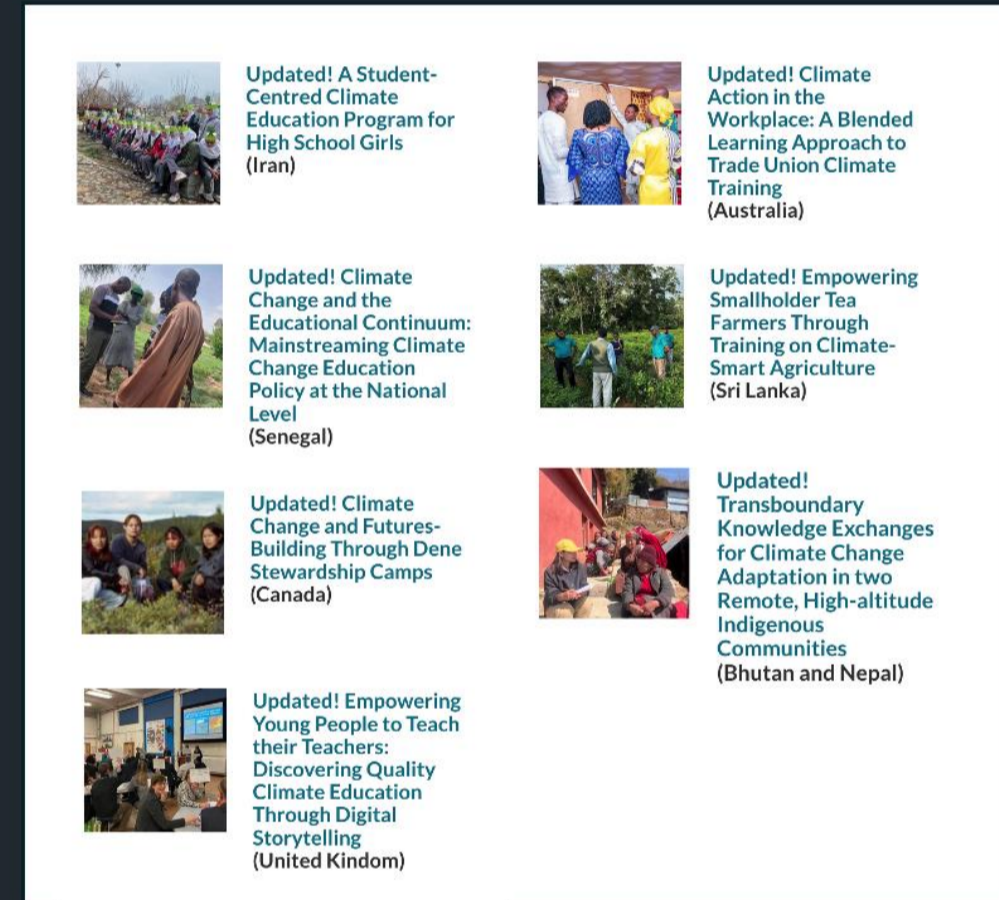 Updated! A Student-
Centred Climate
Education Program for
High School Girls
(Iran)
Updated! Climate
Change and the
Educational Continuum:
Mainstreaming Climate
Change Education
Policy at the National
Level
(Senegal)
Updated! Climate
Change and Futures-
Building Through Dene
Stewardship Camps
(Canada)
Updated! Empowering
Young People to Teach
their Teachers:
Discovering Quality
Climate Education
Through Digital
Storytelling
(United Kindom)
Updated! Climate
Action in the
Workplace: A Blended
Learning Approach to
Trade Union Climate
Training
(Australia)
Updated! Empowering
Smallholder Tea
Farmers Through
Training on Climate-
Smart Agriculture
(Sri Lanka)
Updated!
Transboundary
Knowledge Exchanges
for Climate Change
Adaptation in two
Remote, High-altitude
Indigenous
Communities
(Bhutan and Nepal)